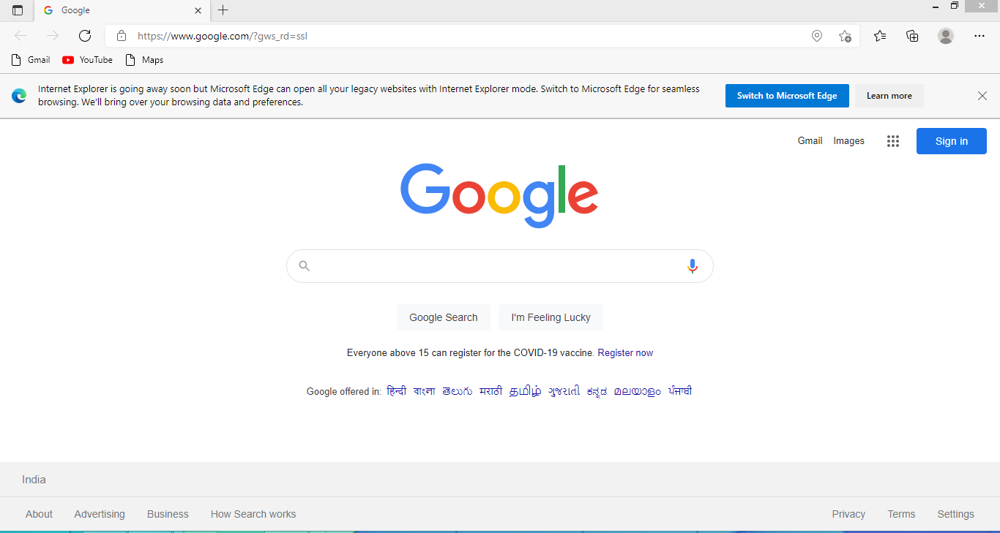 Google
https://www.google.com/?gws_rd=ssl
Gmail YouTube Maps
Internet Explorer is going away soon but Microsoft Edge can open all your legacy websites with Internet Explorer mode. Switch to Microsoft Edge for seamless
browsing. We'll bring over your browsing data and preferences.
Switch to Microsoft Edge Learn more
Gmail Images Sign in
Google
Google Search I'm Feeling Lucky
Everyone above 15 can register for the COVID-19 vaccine. Register now
Google offered in: हिन्दी বাংলা తెలుగు मराठी தமிழ் ગુજરાતી ಕನ್ನಡ മലയാളം ਪੰਜਾਬੀ
India
About Advertising Business How Search works Privacy Terms Settings